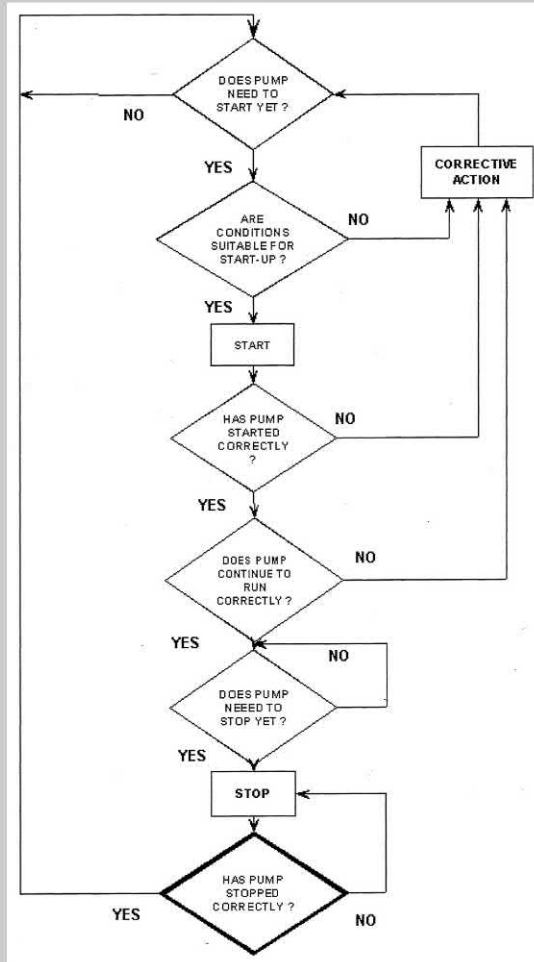 DOES PUMP
NEED TO
START YET ?
NO
YES
CORRECTIVE
ACTION
ARE
CONDITIONS
SUITABLE FOR
START-UP ?
NO
YES
START
HAS PUMP
STARTED
CORRECTLY
?
NO
YES
DOES PUMP
CONTINUE TO
RUN
CORRECTLY ?
NO
YES
NO
DOES PUMP
NEEED TO
STOP YET ?
YES
STOP
HAS PUMP
STOPPED
CORRECTLY ?
YES
NO